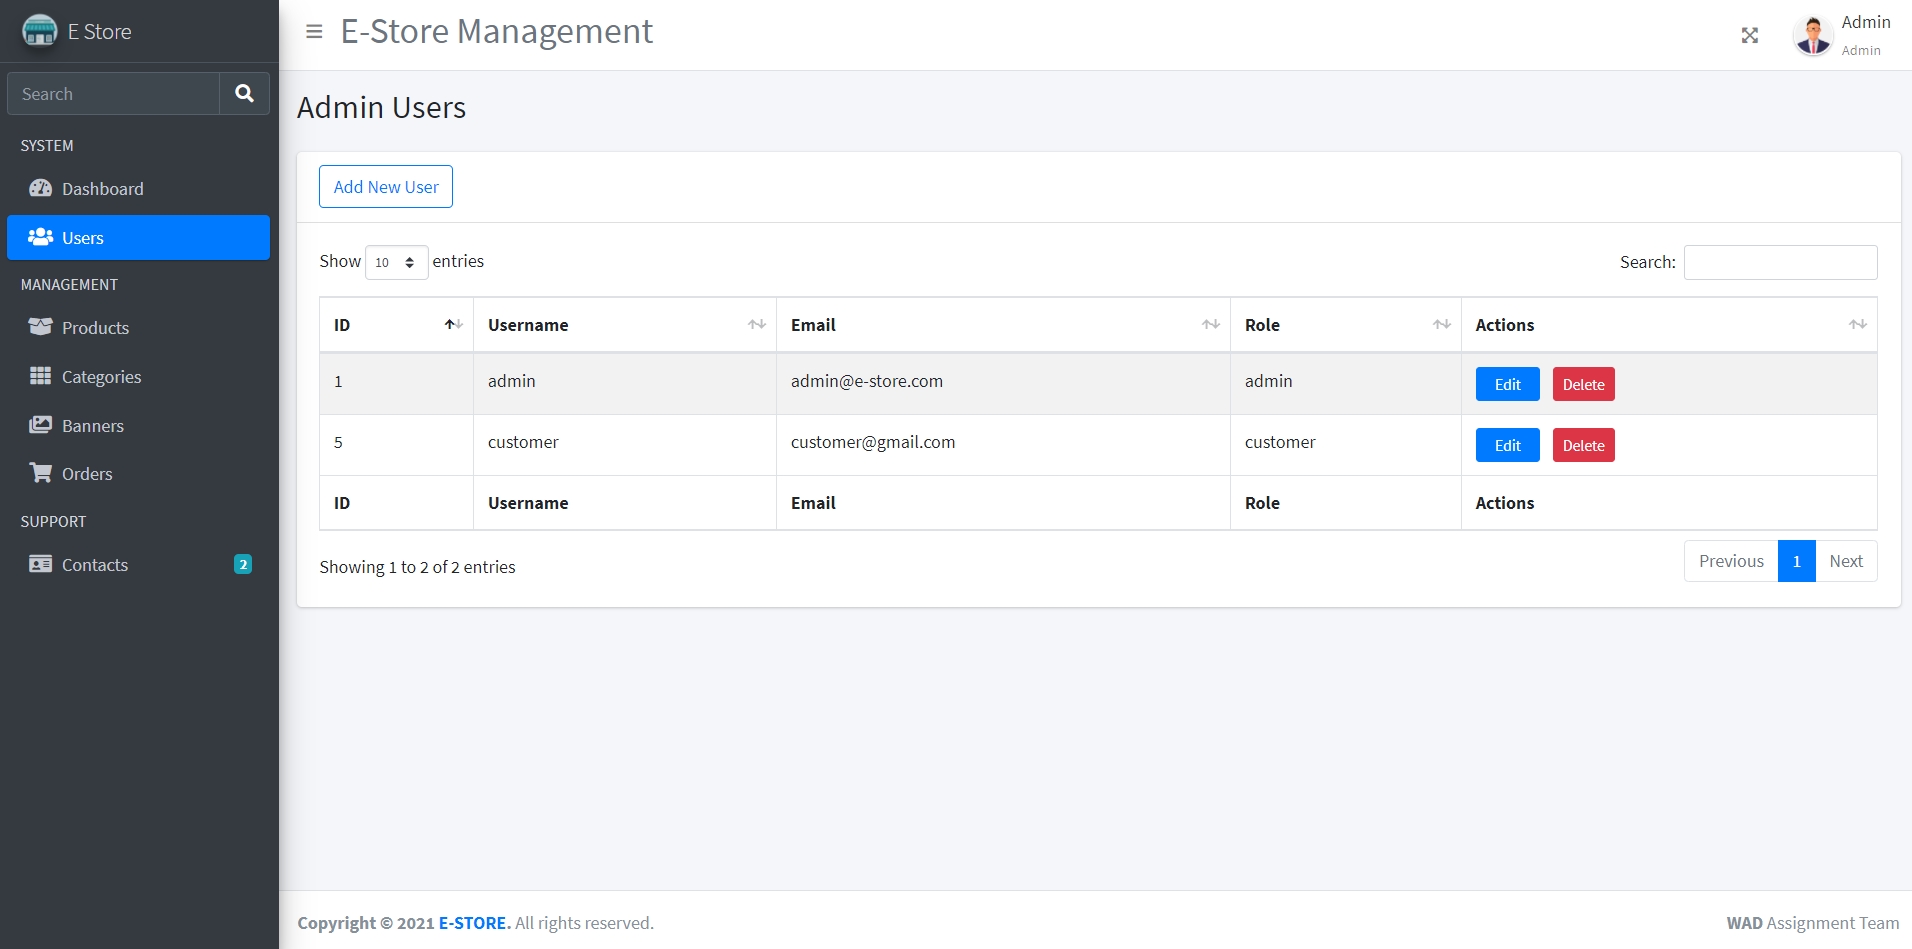 E Store
Search
SYSTEM
Dashboard
Users
MANAGEMENT
Products
Categories
Banners
Orders
SUPPORT
Contacts 2
E-Store Management
Admin
Admin
Admin Users
Add New User
Show 10 entries
Search:
ID Username Email Role Actions
1 admin admin@e-store.com admin Edit Delete
5 customer customer@gmail.com customer Edit Delete
ID Username Email Role Actions
Showing 1 to 2 of 2 entries
Previous 1 Next
Copyright © 2021 E-STORE. All rights reserved.
WAD Assignment Team